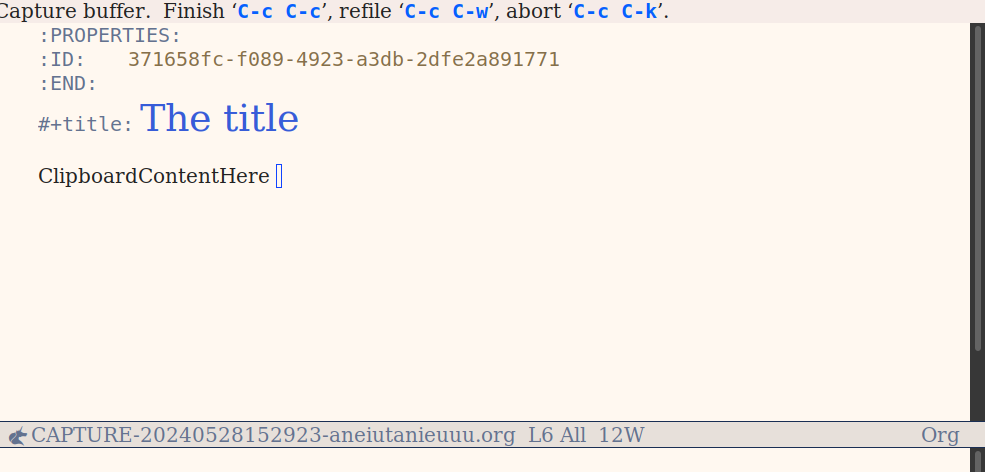 Capture buffer.  Finish ‘C-c C-c’, refile ‘C-c C-w’, abort ‘C-c C-k’.
:PROPERTIES:
:ID:    371658fc-f089-4923-a3db-2dfe2a891771
:END:
#+title: The title
ClipboardContentHere
CAPTURE-20240528152923-aneiutanieuuu.org  L6 All  12W  Org